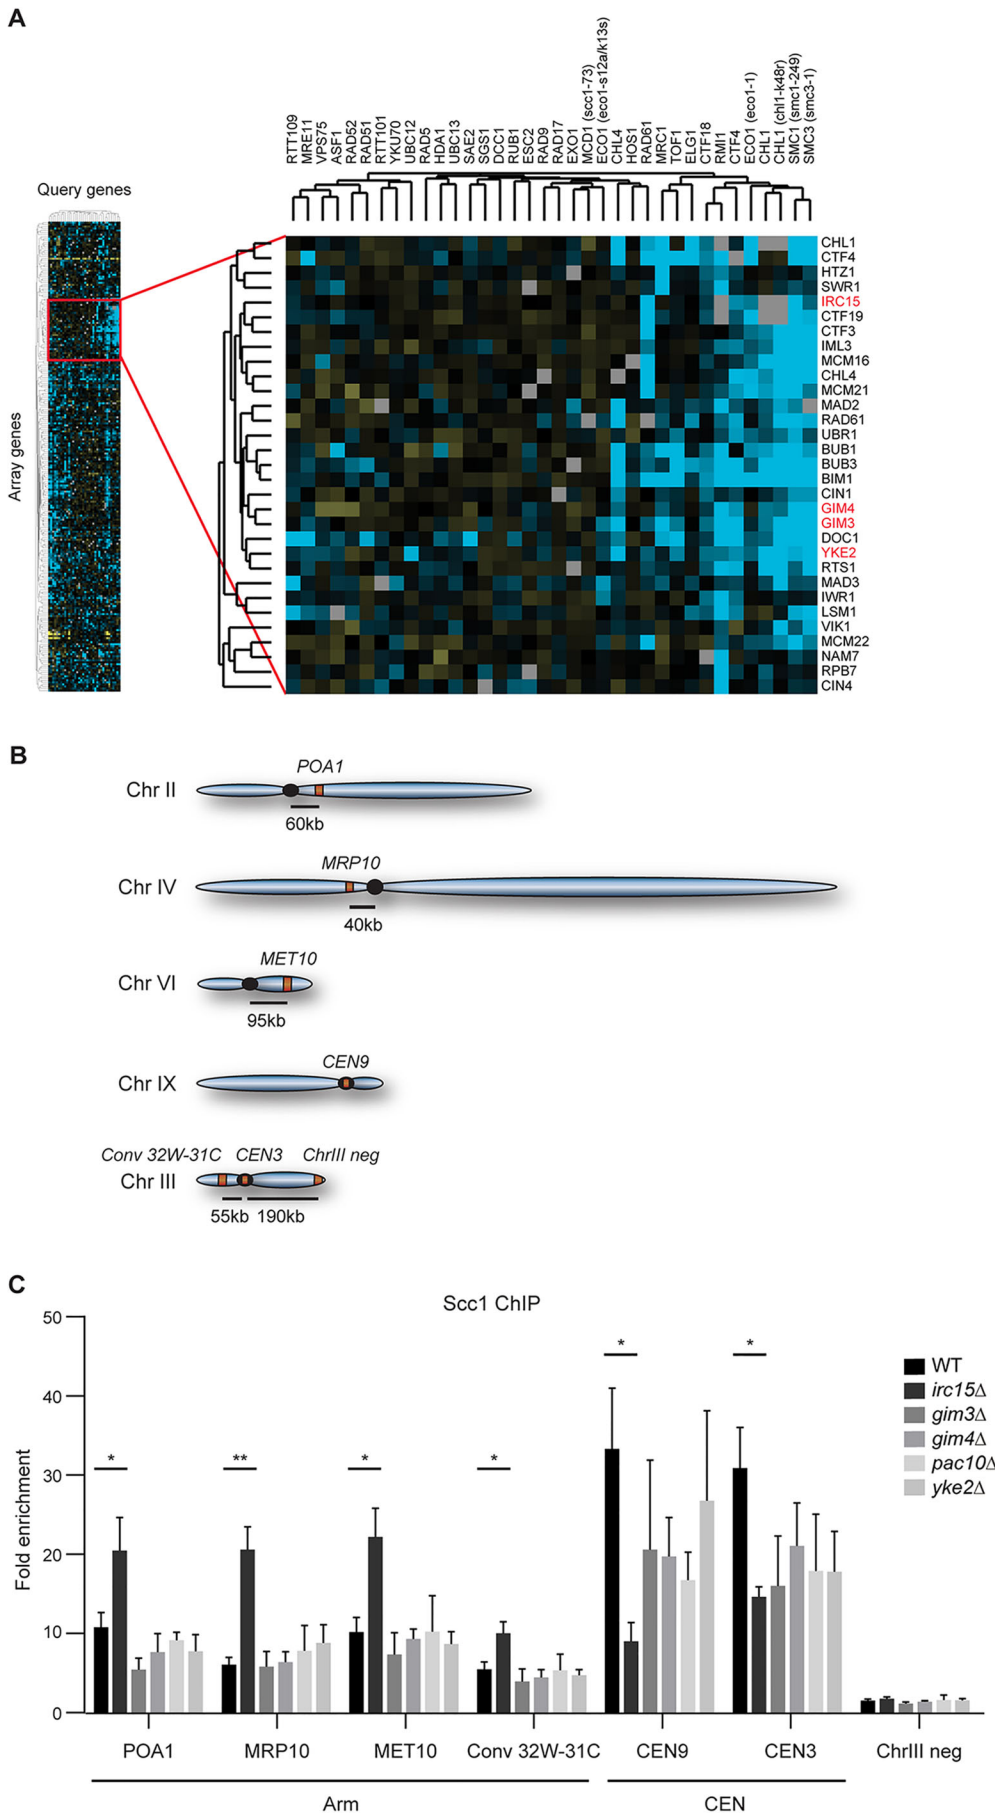 A
RTT109
MRE11
VPS75
ASF1
RAD52
RAD51
RTT101
YKU70
UBC12
RAD5
HDA1
UBC13
SAE2
SGS1
DCC1
RUB1
ESC2
RAD9
RAD17
EXO1
MCD1 (scc1-73)
ECO1 (eco1-s12a/k13s)
CHL4
HOS1
RAD61
MRC1
TOF1
ELG1
CTF18
RMI1
CTF4
ECO1 (eco1-1)
CHL1
CHL1 (chl1-k48r)
SMC1 (smc1-249)
SMC3 (smc3-1)
Query genes
Array genes
CHL1
CTF4
HTZ1
SWR1
IRC15
CTF19
CTF3
IML3
MCM16
CHL4
MCM21
MAD2
RAD61
UBR1
BUB1
BUB3
BIM1
CIN1
GIM4
GIM3
DOC1
YKE2
RTS1
MAD3
IWR1
LSM1
VIK1
MCM22
NAM7
RPB7
CIN4
B
POA1
Chr II
60kb
MRP10
Chr IV
40kb
MET10
Chr VI
95kb
CEN9
Chr IX
Conv 32W-31C CEN3 ChrIII neg
Chr III
55kb 190kb
C
Scc1 ChIP
Fold enrichment
50
40
30
20
10
0
*
**
*
*
*
*
WT
irc15Δ
gim3Δ
gim4Δ
pac10Δ
yke2Δ
POA1 MRP10 MET10 Conv 32W-31C CEN9 CEN3 ChrIII neg
Arm CEN